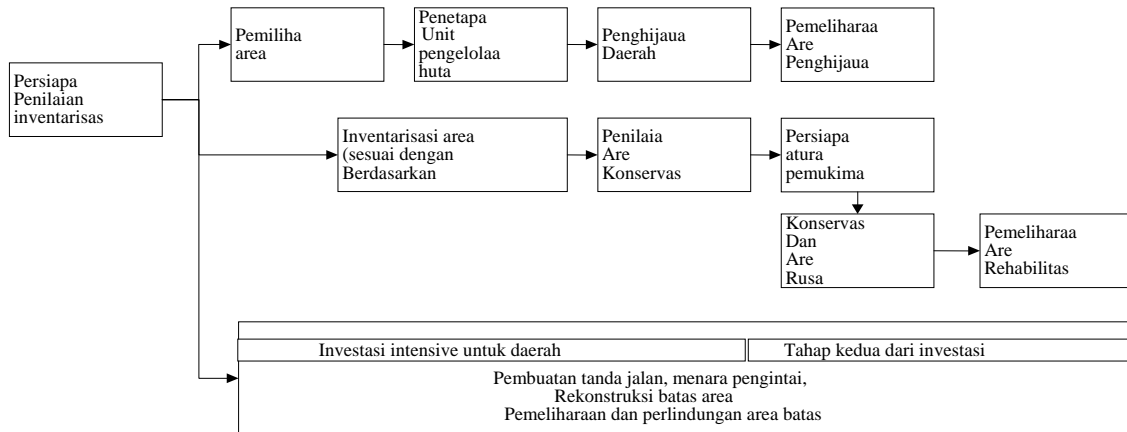 Persiapa
Penilaian
inventarisas
Pemiliha
area
Penetapa
Unit
pengelolaa
huta
Penghijaua
Daerah
Pemeliharaa
Are
Penghijaua
Inventarisasi area
(sesuai dengan
Berdasarkan
Penilaia
Are
Konservas
Persiapa
atura
pemukima
Konservas
Dan
Are
Rusa
Pemeliharaa
Are
Rehabilitas
Investasi intensive untuk daerah
Tahap kedua dari investasi
Pembuatan tanda jalan, menara pengintai,
Rekonstruksi batas area
Pemeliharaan dan perlindungan area batas